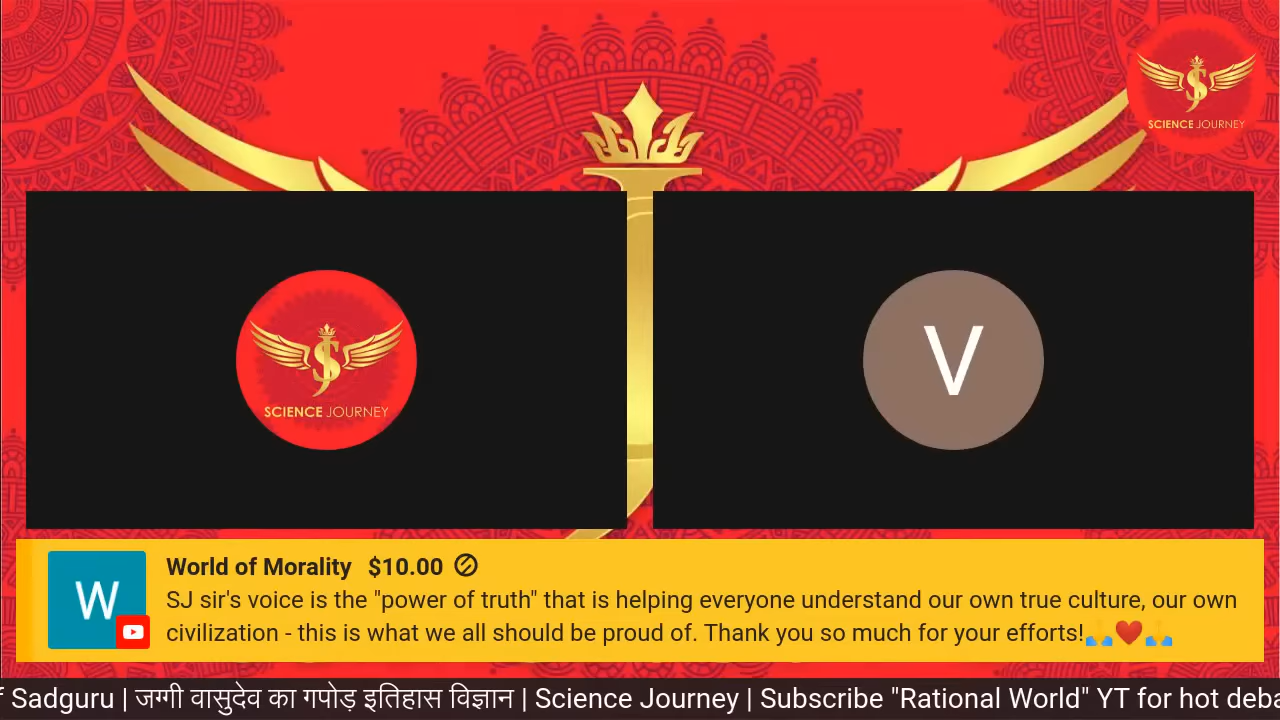 SCIENCE JOURNEY
SCIENCE JOURNEY
V
W
World of Morality $10.00
SJ sir's voice is the "power of truth" that is helping everyone understand our own true culture, our own
civilization - this is what we all should be proud of. Thank you so much for your efforts!🙏❤️🙏
Sadguru | जग्गी वासुदेव का गपोड़ इतिहास विज्ञान | Science Journey | Subscribe "Rational World" YT for hot